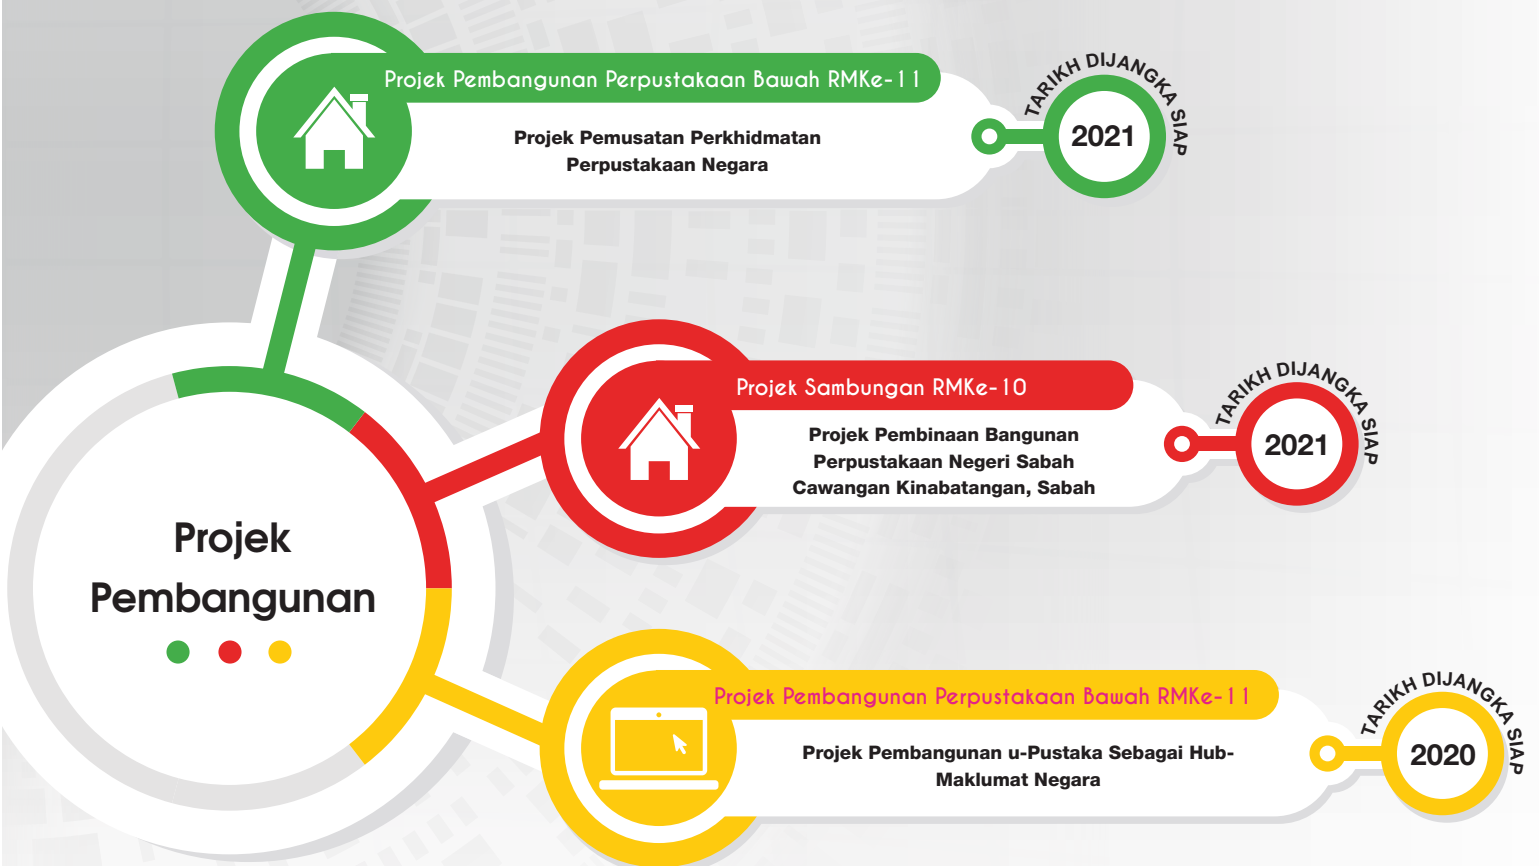 Projek Pembangunan Perpustakaan Bawah RMKe-11
Projek Pemusatan Perkhidmatan
Perpustakaan Negara
TARIKH DIJANGKA SIAP
2021
Projek Sambungan RMKe-10
Projek Pembinaan Bangunan
Perpustakaan Negeri Sabah
Cawangan Kinabatangan, Sabah
TARIKH DIJANGKA SIAP
2021
Projek
Pembangunan
Projek Pembangunan Perpustakaan Bawah RMKe-11
Projek Pembangunan u-Pustaka Sebagai Hub-
Maklumat Negara
TARIKH DIJANGKA SIAP
2020